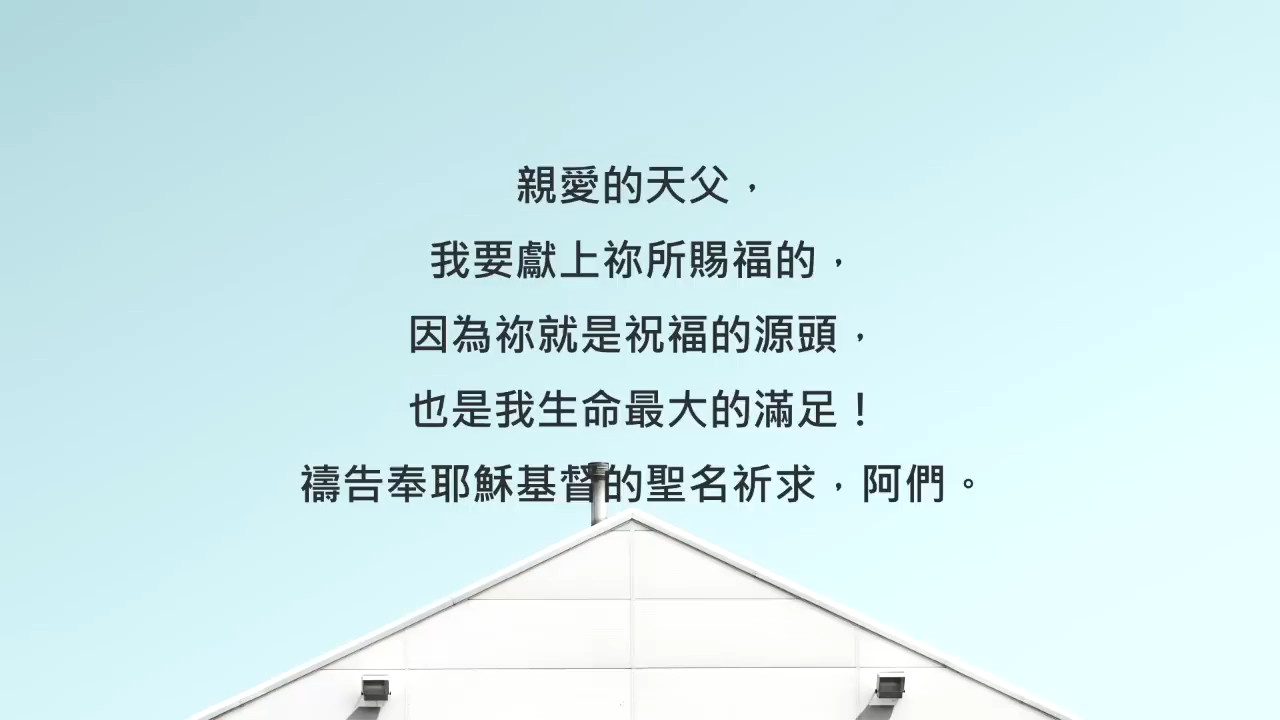 親愛的天父，
我要獻上祢所賜福的，
因為祢就是祝福的源頭，
也是我生命最大的滿足！
禱告奉耶穌基督的聖名祈求，阿們。